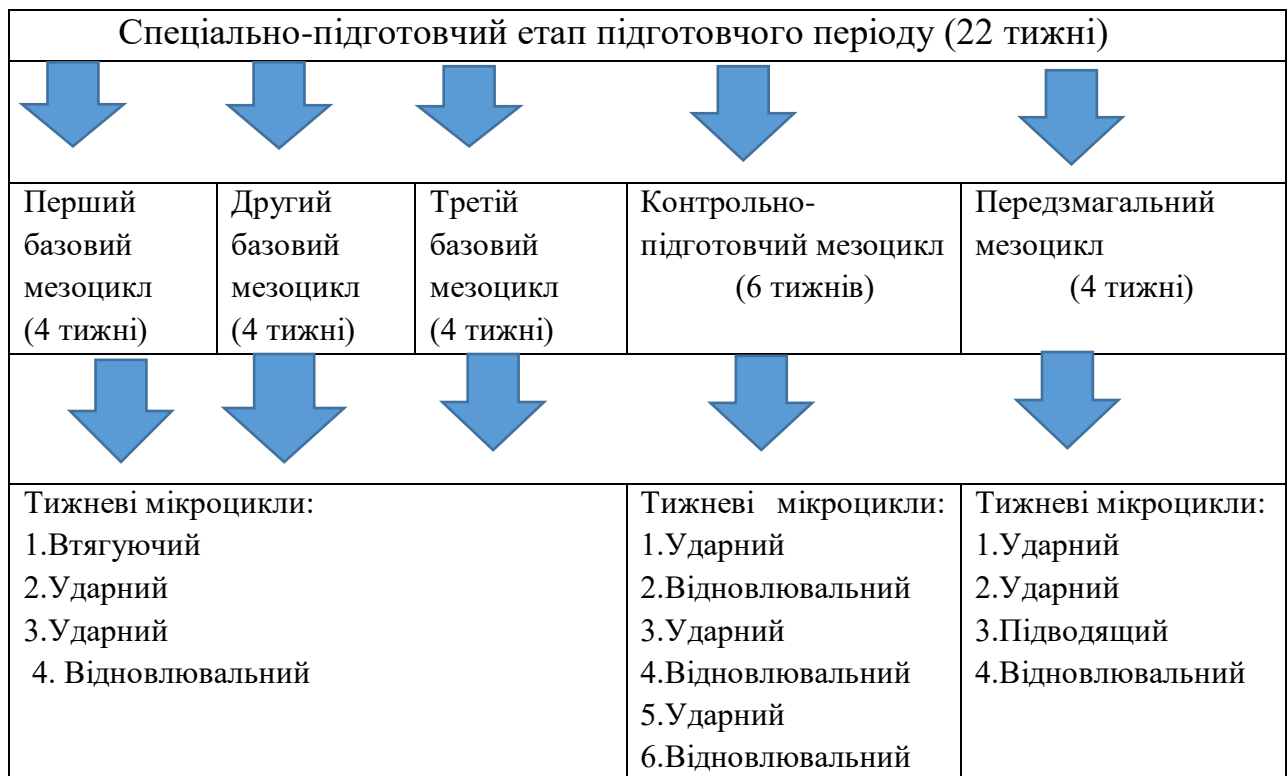 Спеціально-підготовчий етап підготовчого періоду (22 тижні)
Перший
базовий
мезоцикл
(4 тижні)
Другий
базовий
мезоцикл
(4 тижні)
Третій
базовий
мезоцикл
(4 тижні)
Контрольно-
підготовчий мезоцикл
(6 тижнів)
Передзмагальний
мезоцикл
(4 тижні)
Тижневі мікроцикли:
1.Втягуючий
2.Ударний
3.Ударний
4. Відновлювальний
Тижневі мікроцикли:
1.Ударний
2.Відновлювальний
3.Ударний
4.Відновлювальний
5.Ударний
6.Відновлювальний
Тижневі мікроцикли:
1.Ударний
2.Ударний
3.Підводящий
4.Відновлювальний